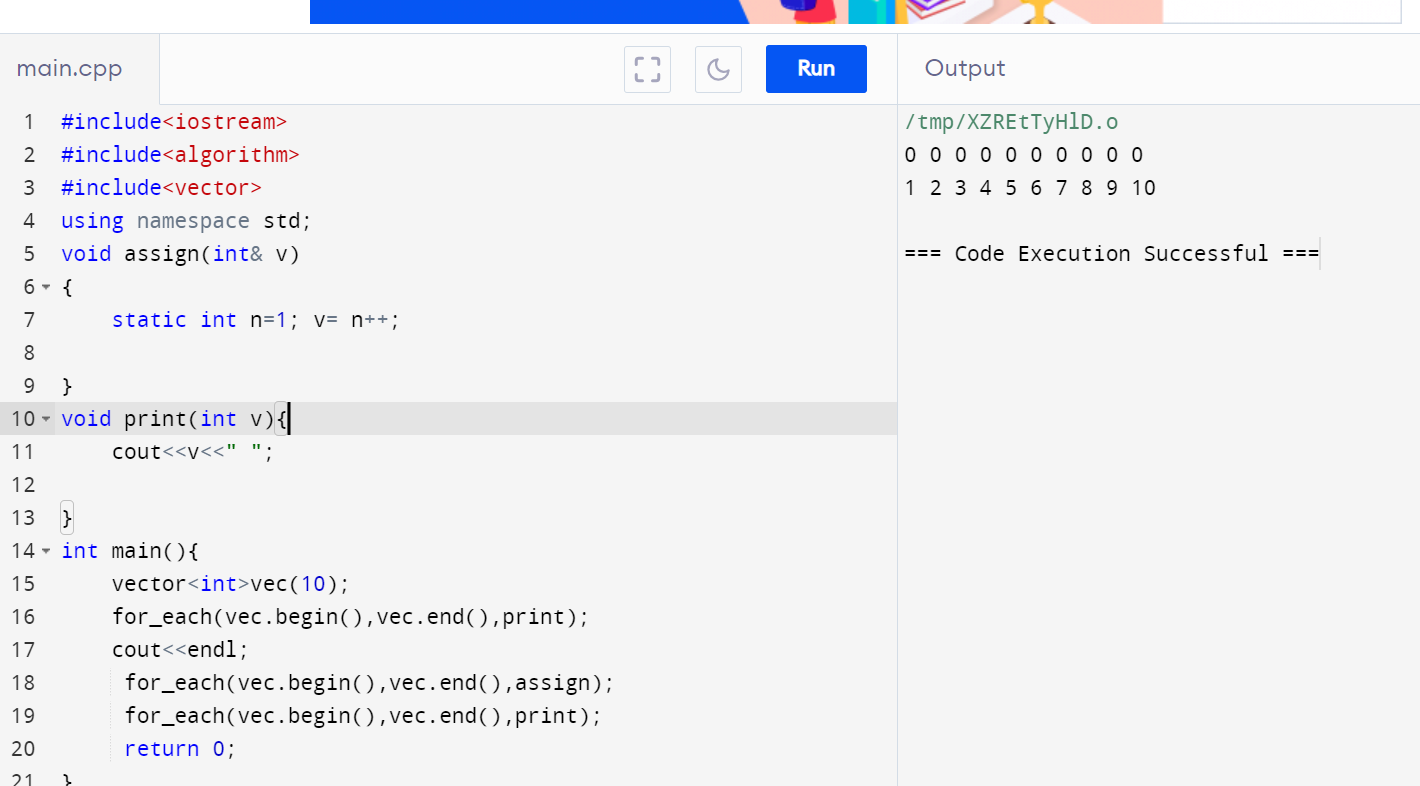 main.cpp
Run
Output
1 #include<iostream>
2 #include<algorithm>
3 #include<vector>
4 using namespace std;
5 void assign(int& v)
6 {
7     static int n=1; v= n++;
8
9 }
10 void print(int v){
11     cout<<v<<" ";
12
13 }
14 int main(){
15     vector<int>vec(10);
16     for_each(vec.begin(),vec.end(),print);
17     cout<<endl;
18      for_each(vec.begin(),vec.end(),assign);
19      for_each(vec.begin(),vec.end(),print);
20      return 0;
21 }
/tmp/XZREtTyHlD.o
0 0 0 0 0 0 0 0 0 0
1 2 3 4 5 6 7 8 9 10
=== Code Execution Successful ===